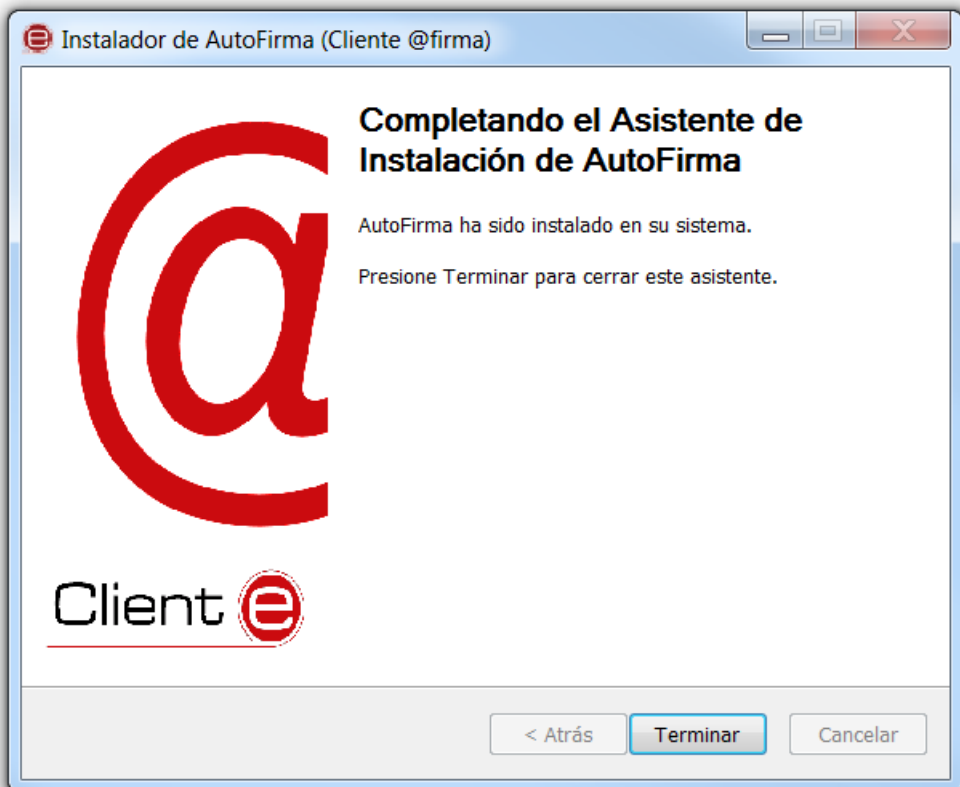 Instalador de AutoFirma (Cliente @firma)
Completando el Asistente de
Instalación de AutoFirma
AutoFirma ha sido instalado en su sistema.
Presione Terminar para cerrar este asistente.
@
Client e
< Atrás
Terminar
Cancelar